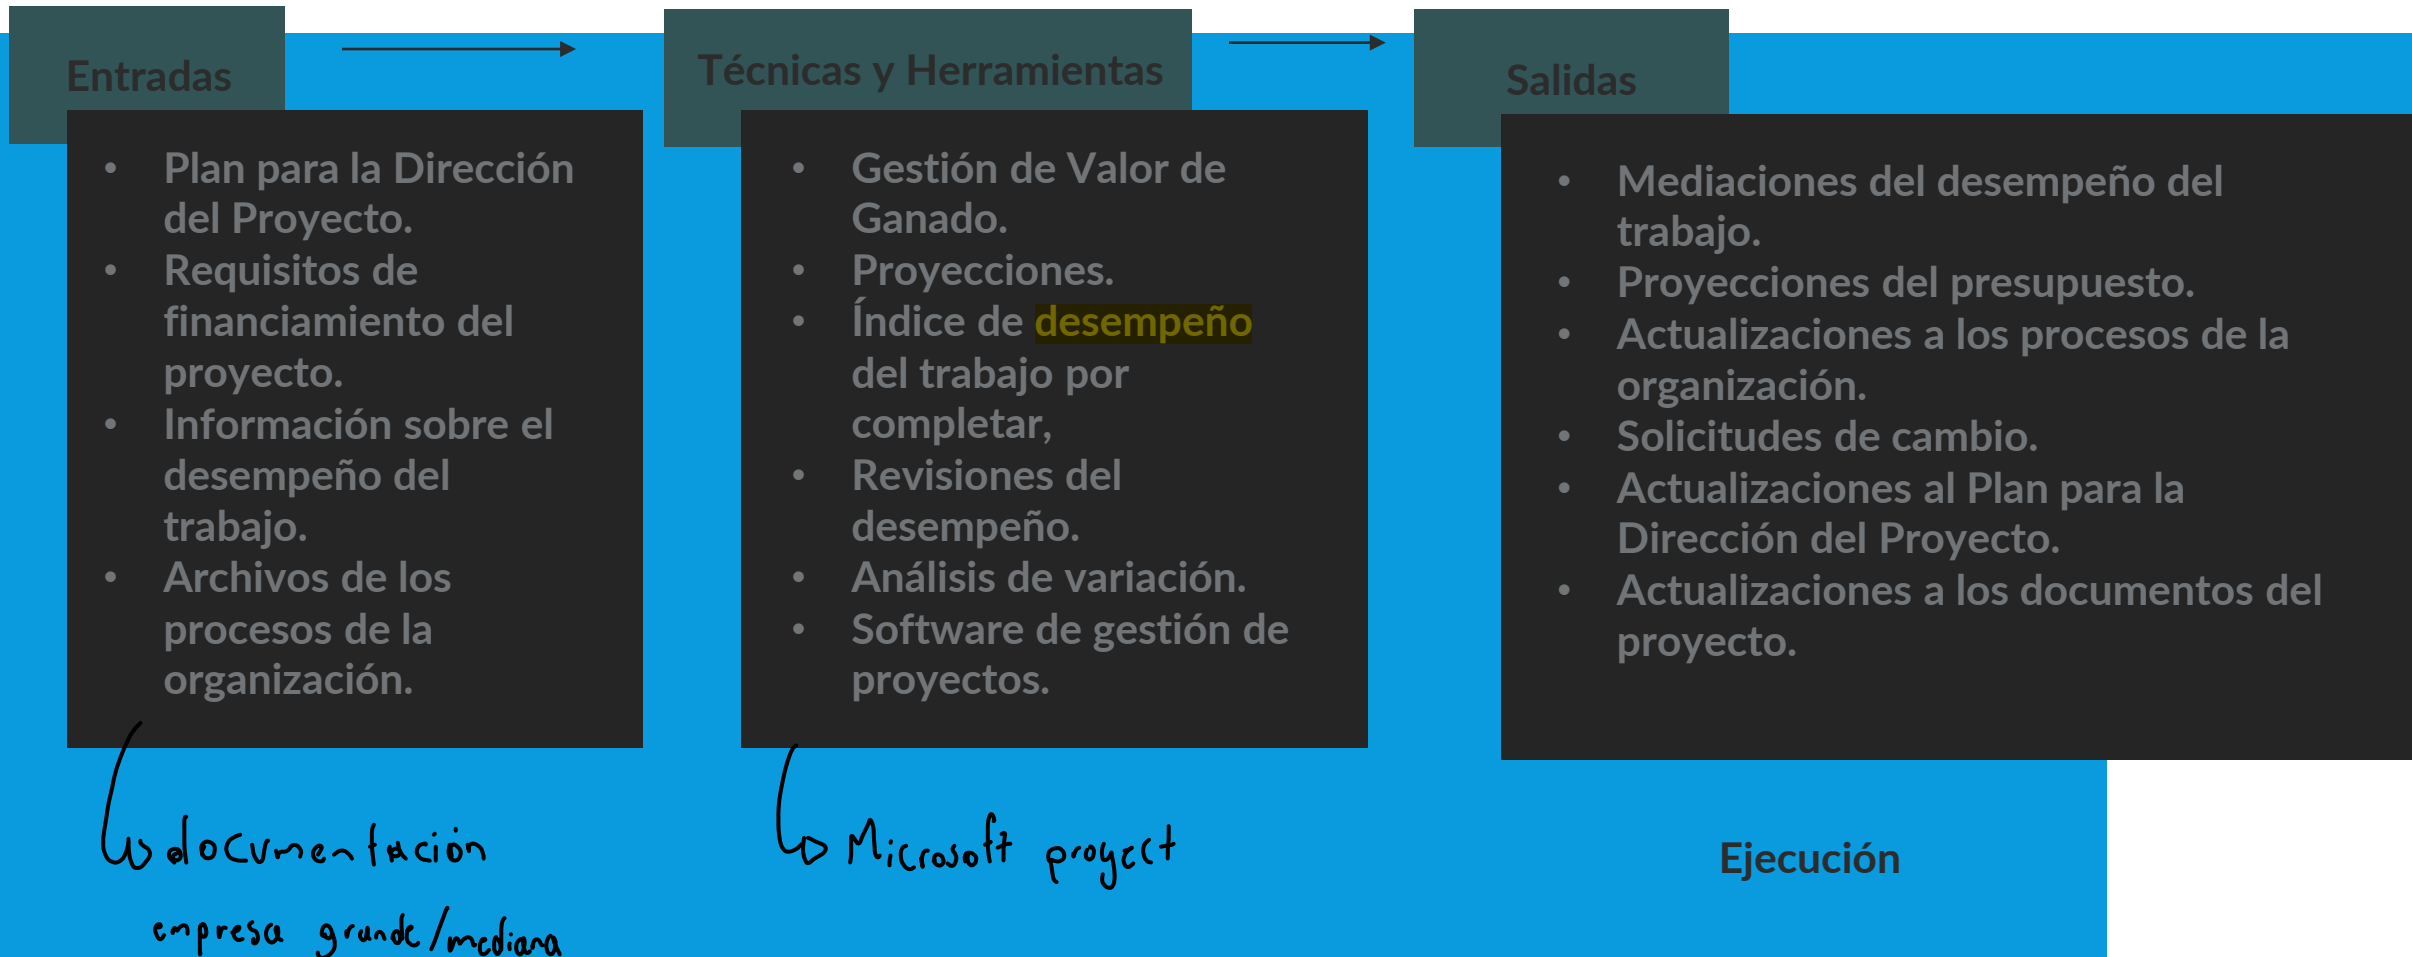 Entradas
• Plan para la Dirección
del Proyecto.
• Requisitos de
financiamiento del
proyecto.
• Información sobre el
desempeño del
trabajo.
• Archivos de los
procesos de la
organización.
documentación
empresa grande/mediana
Técnicas y Herramientas
• Gestión de Valor de
Ganado.
• Proyecciones.
• Índice de desempeño
del trabajo por
completar,
• Revisiones del
desempeño.
• Análisis de variación.
• Software de gestión de
proyectos.
Microsoft proyect
Salidas
• Mediaciones del desempeño del
trabajo.
• Proyecciones del presupuesto.
• Actualizaciones a los procesos de la
organización.
• Solicitudes de cambio.
• Actualizaciones al Plan para la
Dirección del Proyecto.
• Actualizaciones a los documentos del
proyecto.
Ejecución